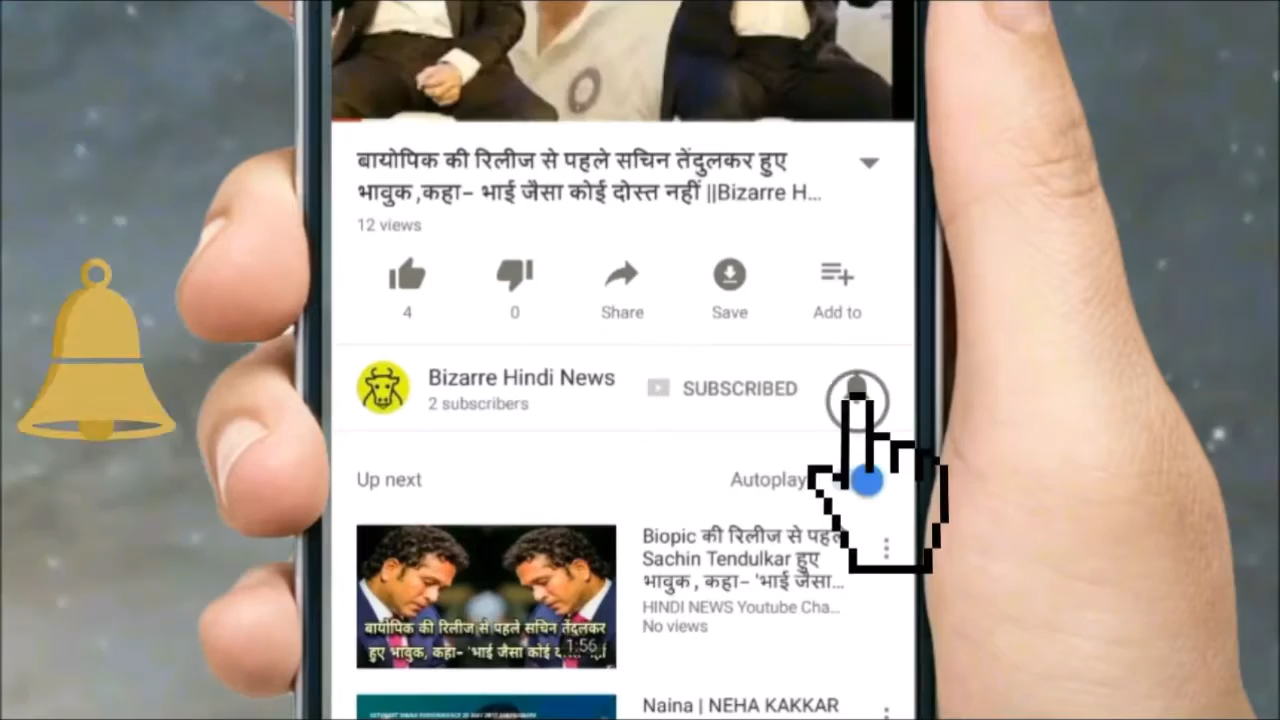 बायोपिक की रिलीज से पहले सचिन तेंदुलकर हुए
भावुक,कहा- भाई जैसा कोई दोस्त नहीं ||Bizarre H...
12 views
4
0
Share
Save
Add to
Bizarre Hindi News
SUBSCRIBED
2 subscribers
Up next
Autoplay
Biopic की रिलीज से
Sachin Tendulkar हुए
भावुक, कहा- 'भाई जैसा...
HINDI NEWS Youtube Cha...
No views
बायोपिक की रिलीज से पहले सचिन तेंदुलकर
हुए भावुक, कहा- 'भाई जैसा कोई
1:56
Naina | NEHA KAKKAR